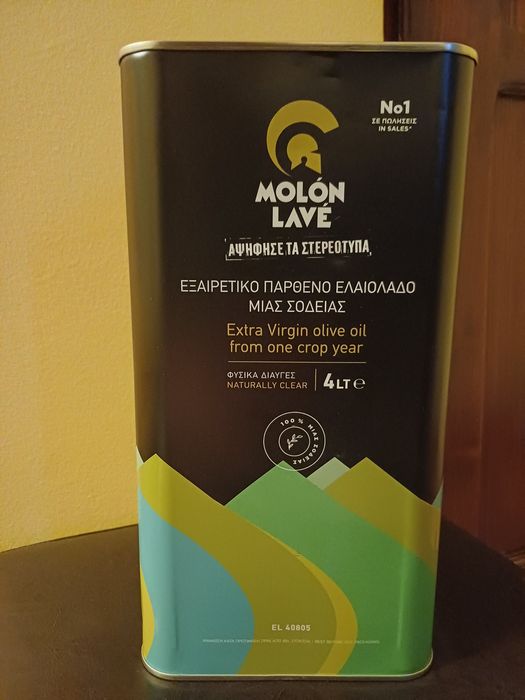 No1
ΣΕ ΠΩΛΗΣΕΙΣ
IN SALES*
MOLÓN
LAVÉ
ΑΨΗΦΗΣΕ ΤΑ ΣΤΕΡΕΟΤΥΠΑ
ΕΞΑΙΡΕΤΙΚΟ ΠΑΡΘΕΝΟ ΕΛΑΙΟΛΑΔΟ
ΜΙΑΣ ΣΟΔΕΙΑΣ
Extra Virgin olive oil
from one crop year
ΦΥΣΙΚΑ ΔΙΑΥΓΕΣ
NATURALLY CLEAR
4LT ℮
100% ΜΙΑΣ ΣΟΔΕΙΑΣ
EL 40805